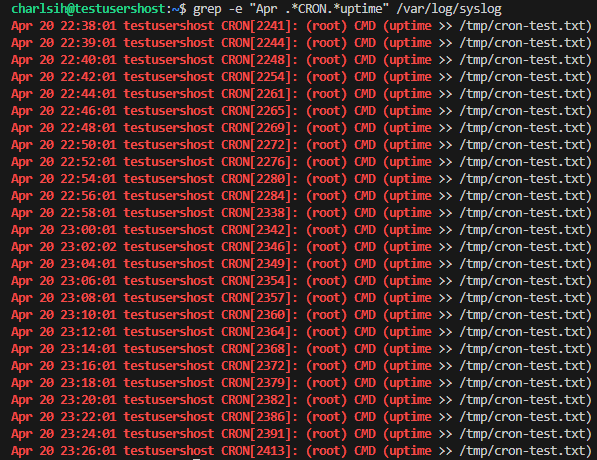 charlsih@testusershost:~$ grep -e "Apr .*CRON.*uptime" /var/log/syslog
Apr 20 22:38:01 testusershost CRON[2241]: (root) CMD (uptime >> /tmp/cron-test.txt)
Apr 20 22:39:01 testusershost CRON[2244]: (root) CMD (uptime >> /tmp/cron-test.txt)
Apr 20 22:40:01 testusershost CRON[2248]: (root) CMD (uptime >> /tmp/cron-test.txt)
Apr 20 22:42:01 testusershost CRON[2254]: (root) CMD (uptime >> /tmp/cron-test.txt)
Apr 20 22:44:01 testusershost CRON[2261]: (root) CMD (uptime >> /tmp/cron-test.txt)
Apr 20 22:46:01 testusershost CRON[2265]: (root) CMD (uptime >> /tmp/cron-test.txt)
Apr 20 22:48:01 testusershost CRON[2269]: (root) CMD (uptime >> /tmp/cron-test.txt)
Apr 20 22:50:01 testusershost CRON[2272]: (root) CMD (uptime >> /tmp/cron-test.txt)
Apr 20 22:52:01 testusershost CRON[2276]: (root) CMD (uptime >> /tmp/cron-test.txt)
Apr 20 22:54:01 testusershost CRON[2280]: (root) CMD (uptime >> /tmp/cron-test.txt)
Apr 20 22:56:01 testusershost CRON[2284]: (root) CMD (uptime >> /tmp/cron-test.txt)
Apr 20 22:58:01 testusershost CRON[2338]: (root) CMD (uptime >> /tmp/cron-test.txt)
Apr 20 23:00:01 testusershost CRON[2342]: (root) CMD (uptime >> /tmp/cron-test.txt)
Apr 20 23:02:02 testusershost CRON[2346]: (root) CMD (uptime >> /tmp/cron-test.txt)
Apr 20 23:04:01 testusershost CRON[2349]: (root) CMD (uptime >> /tmp/cron-test.txt)
Apr 20 23:06:01 testusershost CRON[2354]: (root) CMD (uptime >> /tmp/cron-test.txt)
Apr 20 23:08:01 testusershost CRON[2357]: (root) CMD (uptime >> /tmp/cron-test.txt)
Apr 20 23:10:01 testusershost CRON[2360]: (root) CMD (uptime >> /tmp/cron-test.txt)
Apr 20 23:12:01 testusershost CRON[2364]: (root) CMD (uptime >> /tmp/cron-test.txt)
Apr 20 23:14:01 testusershost CRON[2368]: (root) CMD (uptime >> /tmp/cron-test.txt)
Apr 20 23:16:01 testusershost CRON[2372]: (root) CMD (uptime >> /tmp/cron-test.txt)
Apr 20 23:18:01 testusershost CRON[2379]: (root) CMD (uptime >> /tmp/cron-test.txt)
Apr 20 23:20:01 testusershost CRON[2382]: (root) CMD (uptime >> /tmp/cron-test.txt)
Apr 20 23:22:01 testusershost CRON[2386]: (root) CMD (uptime >> /tmp/cron-test.txt)
Apr 20 23:24:01 testusershost CRON[2391]: (root) CMD (uptime >> /tmp/cron-test.txt)
Apr 20 23:26:01 testusershost CRON[2413]: (root) CMD (uptime >> /tmp/cron-test.txt)